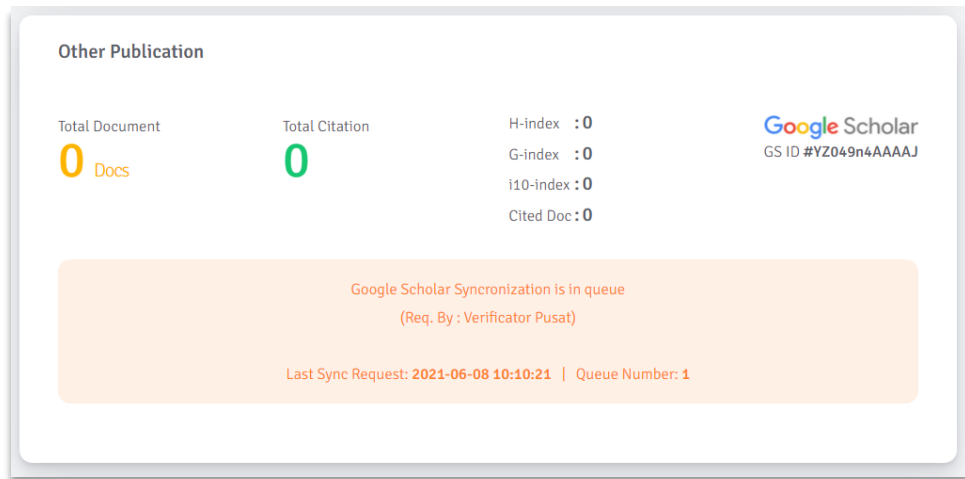 Other Publication
Total Document
0 Docs
Total Citation
0
H-index : 0
G-index : 0
i10-index : 0
Cited Doc : 0
Google Scholar
GS ID #YZ049n4AAAAJ
Google Scholar Syncronization is in queue
(Req. By : Verificator Pusat)
Last Sync Request: 2021-06-08 10:10:21 | Queue Number: 1